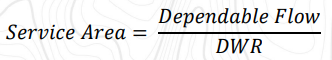 Service Area = Dependable Flow / DWR